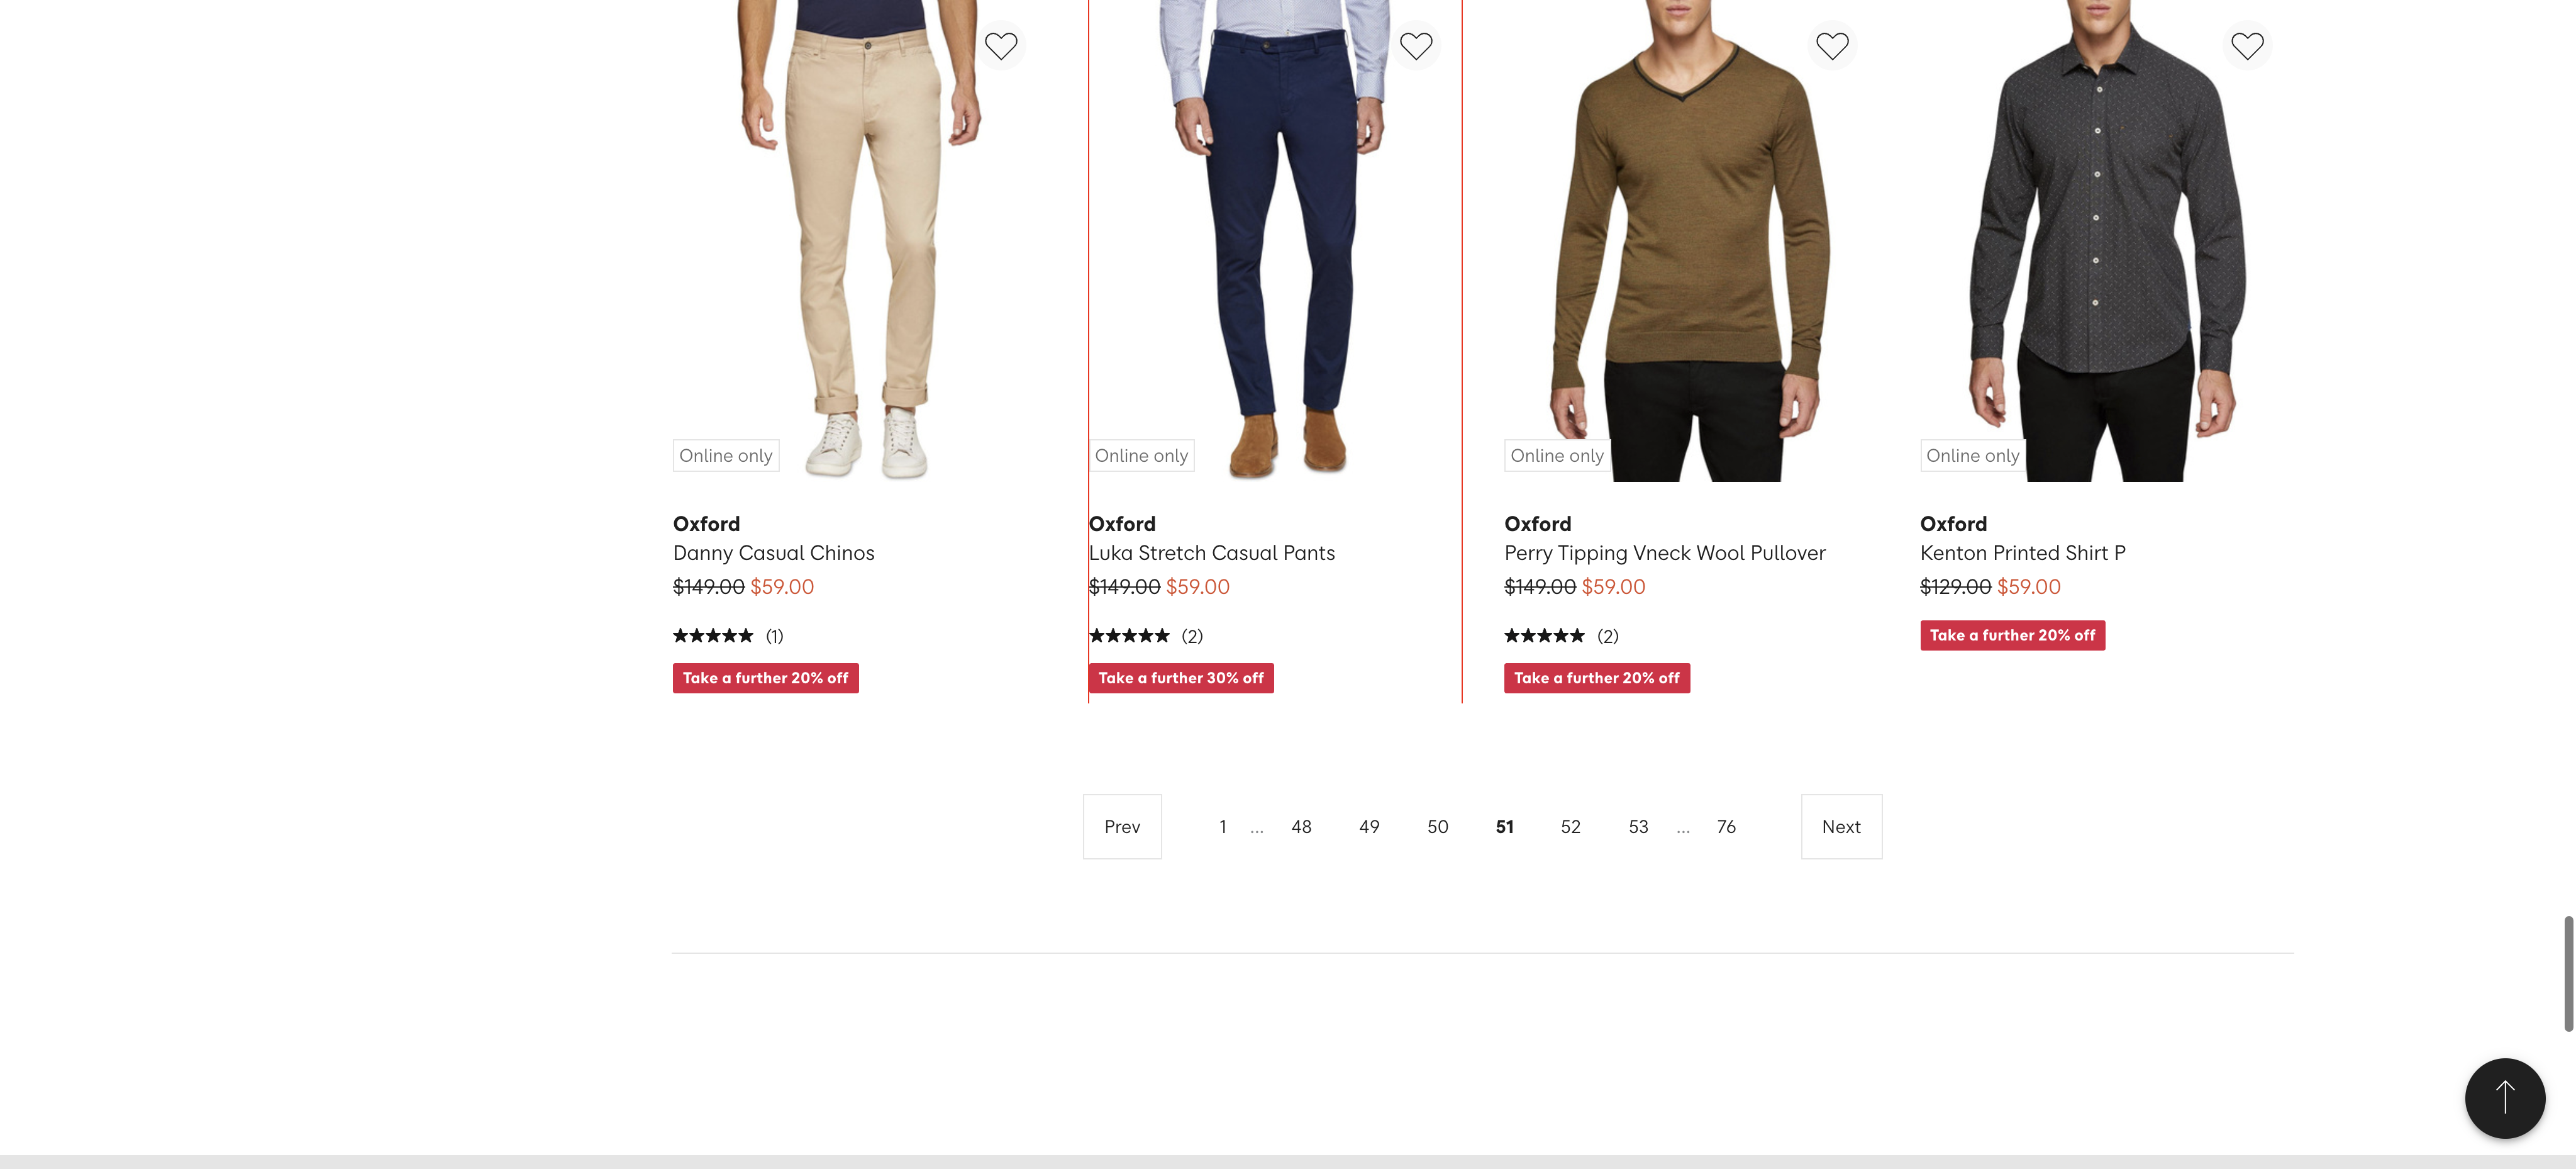 Online only
Oxford
Danny Casual Chinos
$149.00 $59.00
(1)
Take a further 20% off
Online only
Oxford
Luka Stretch Casual Pants
$149.00 $59.00
(2)
Take a further 30% off
Online only
Oxford
Perry Tipping Vneck Wool Pullover
$149.00 $59.00
(2)
Take a further 20% off
Online only
Oxford
Kenton Printed Shirt P
$129.00 $59.00
Take a further 20% off
Prev 1 ... 48 49 50 51 52 53 ... 76 Next